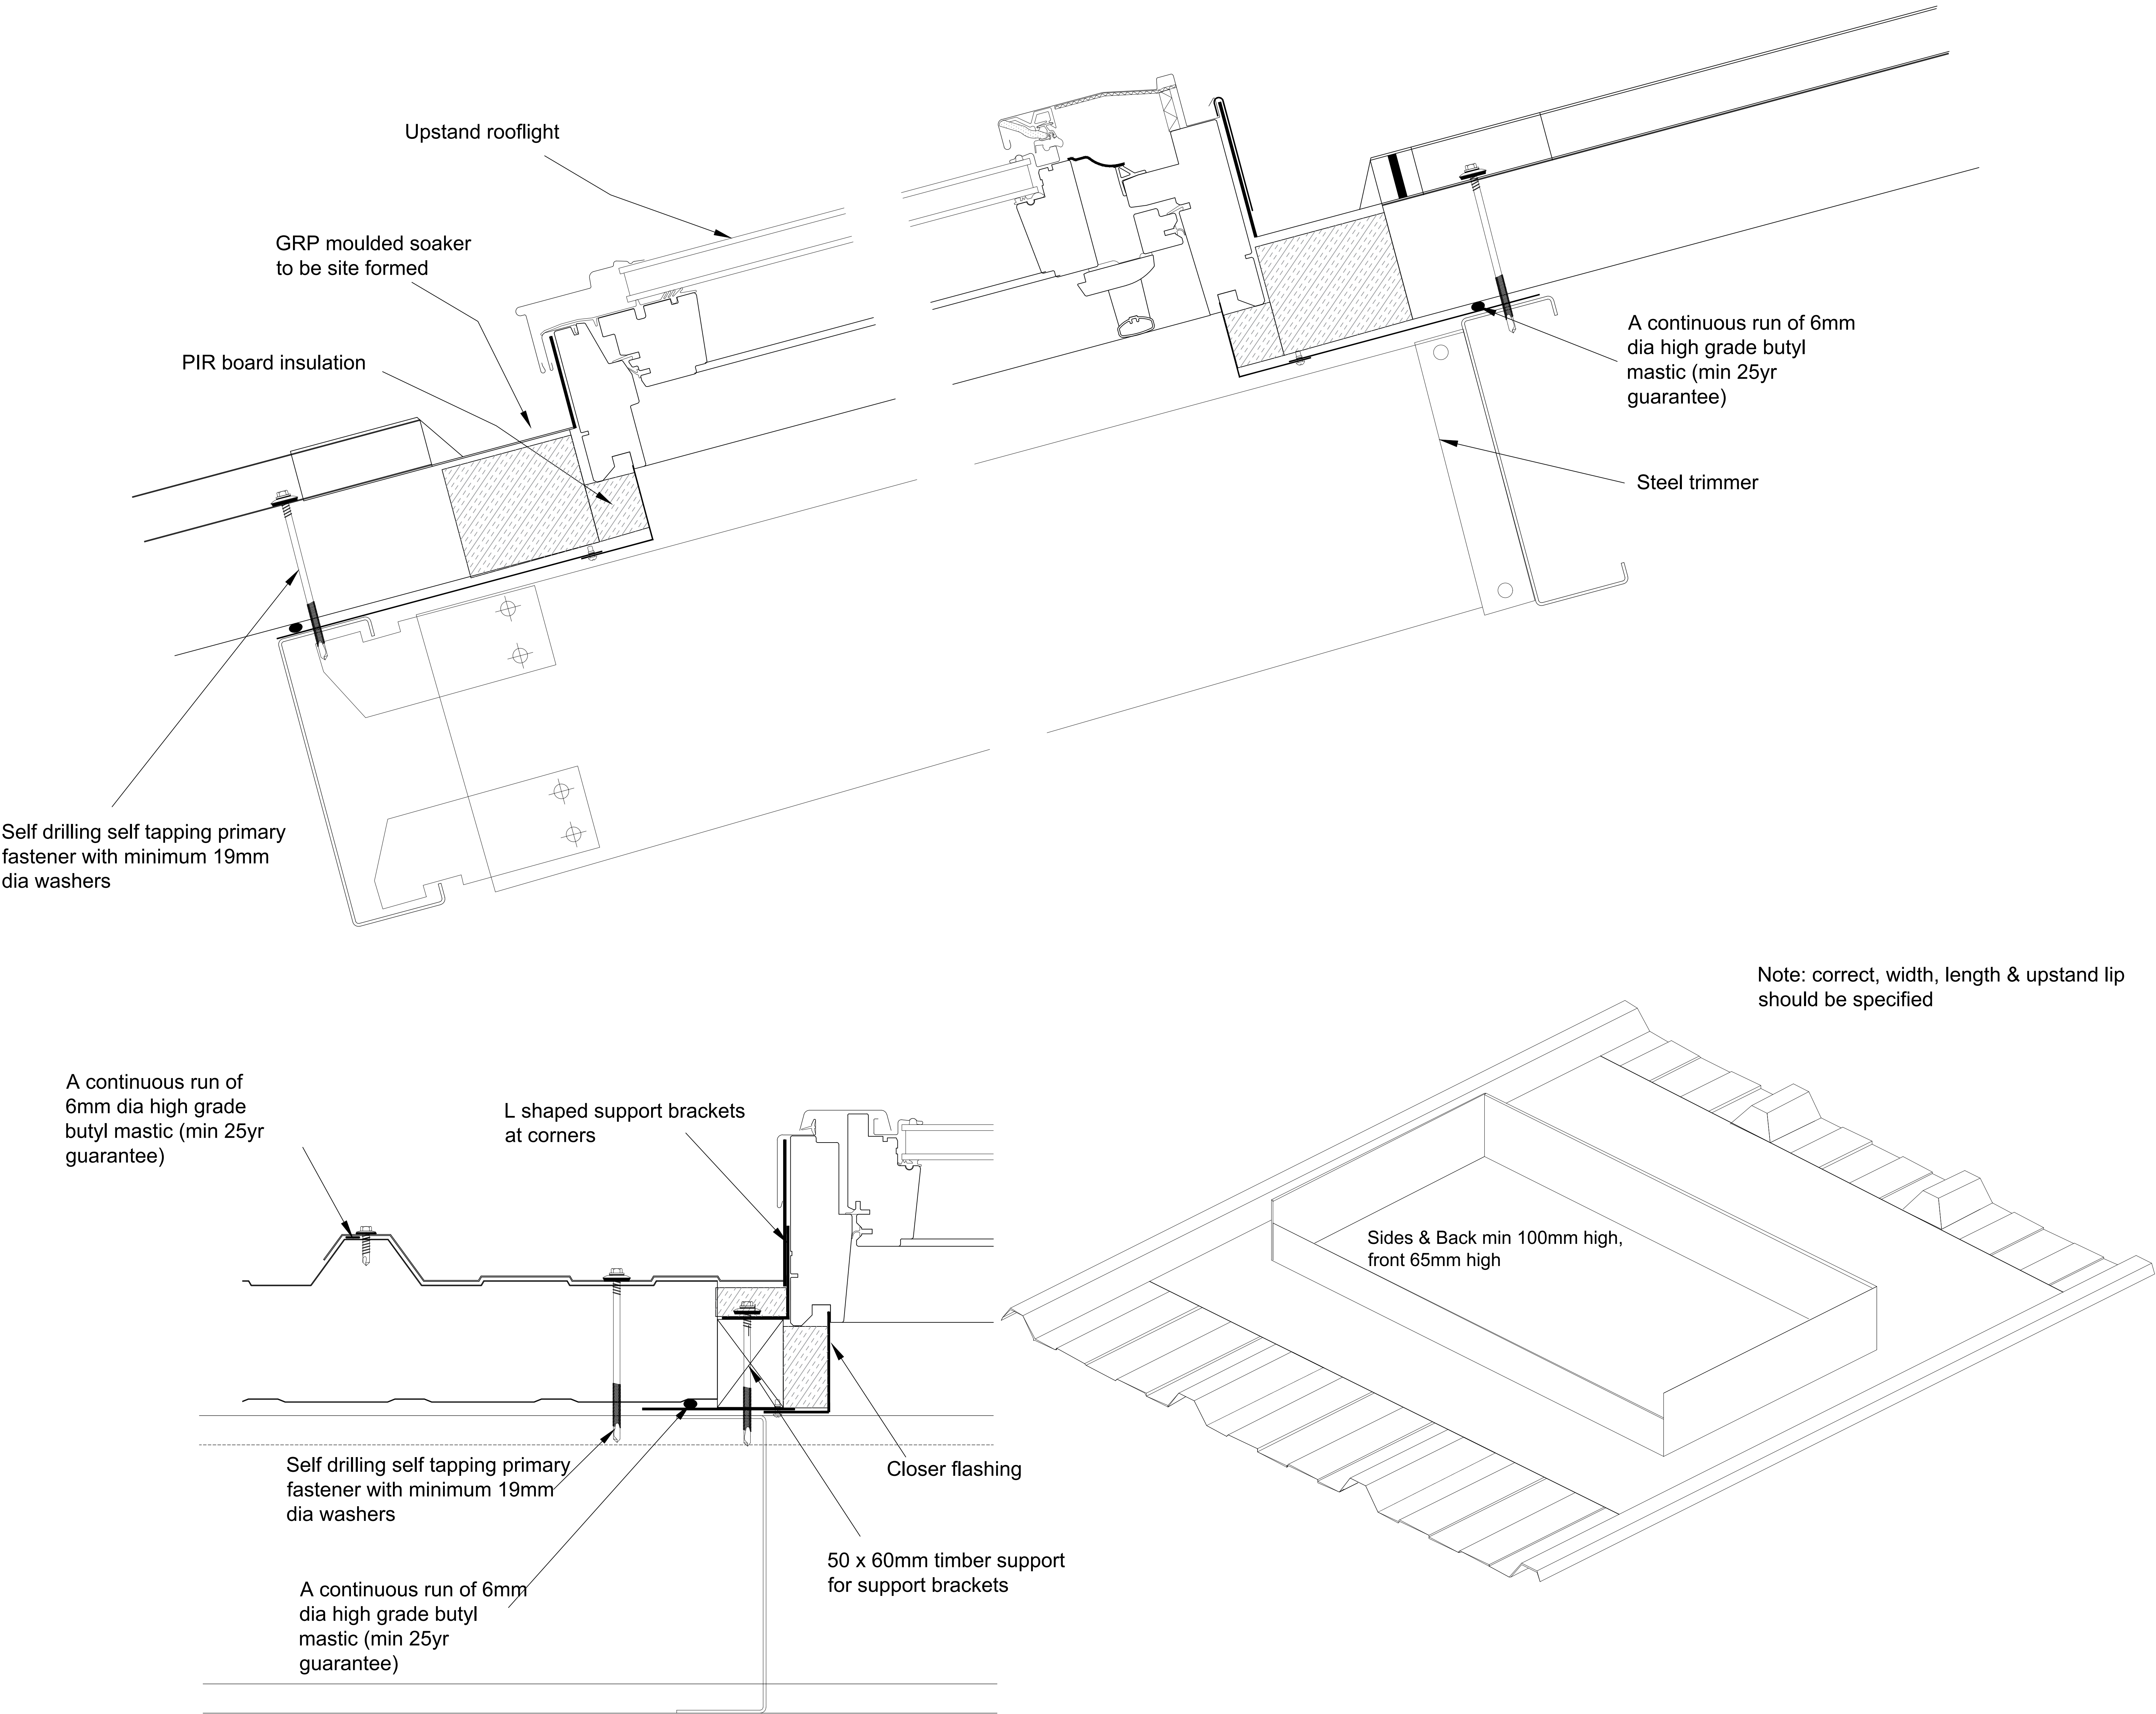 Upstand rooflight
GRP moulded soaker
to be site formed
PIR board insulation
A continuous run of 6mm
dia high grade butyl
mastic (min 25yr
guarantee)
Steel trimmer
Self drilling self tapping primary
fastener with minimum 19mm
dia washers
Note: correct, width, length & upstand lip
should be specified
A continuous run of
6mm dia high grade
butyl mastic (min 25yr
guarantee)
L shaped support brackets
at corners
Sides & Back min 100mm high,
front 65mm high
Self drilling self tapping primary
fastener with minimum 19mm
dia washers
Closer flashing
50 x 60mm timber support
for support brackets
A continuous run of 6mm
dia high grade butyl
mastic (min 25yr
guarantee)